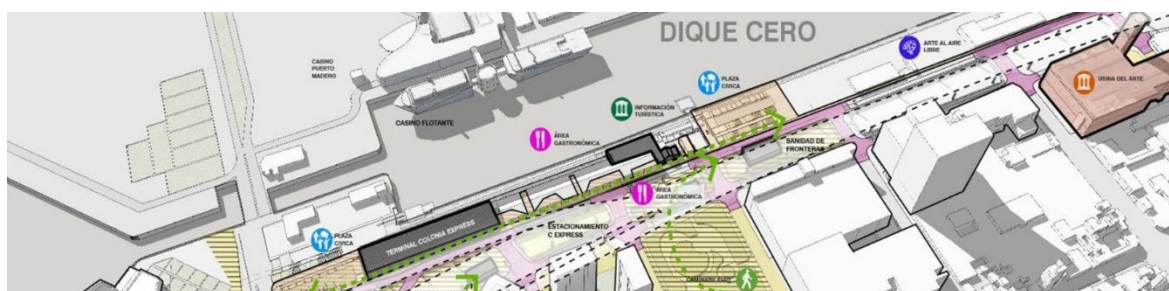 DIQUE CERO
ARTE AL AIRE
LIBRE
USINA DEL ARTE
CASINO
PUERTO
MADERO
PLAZA
CIVICA
CASINO FLOTANTE
INFORMACIÓN
TURÍSTICA
ÁREA
GASTRONÓMICA
SANIDAD DE
FRONTERAS
ÁREA
GASTRONÓMICA
TERMINAL COLONIA EXPRESS
ESTACIONAMIENTO
C EXPRESS
PLAZA
CIVICA